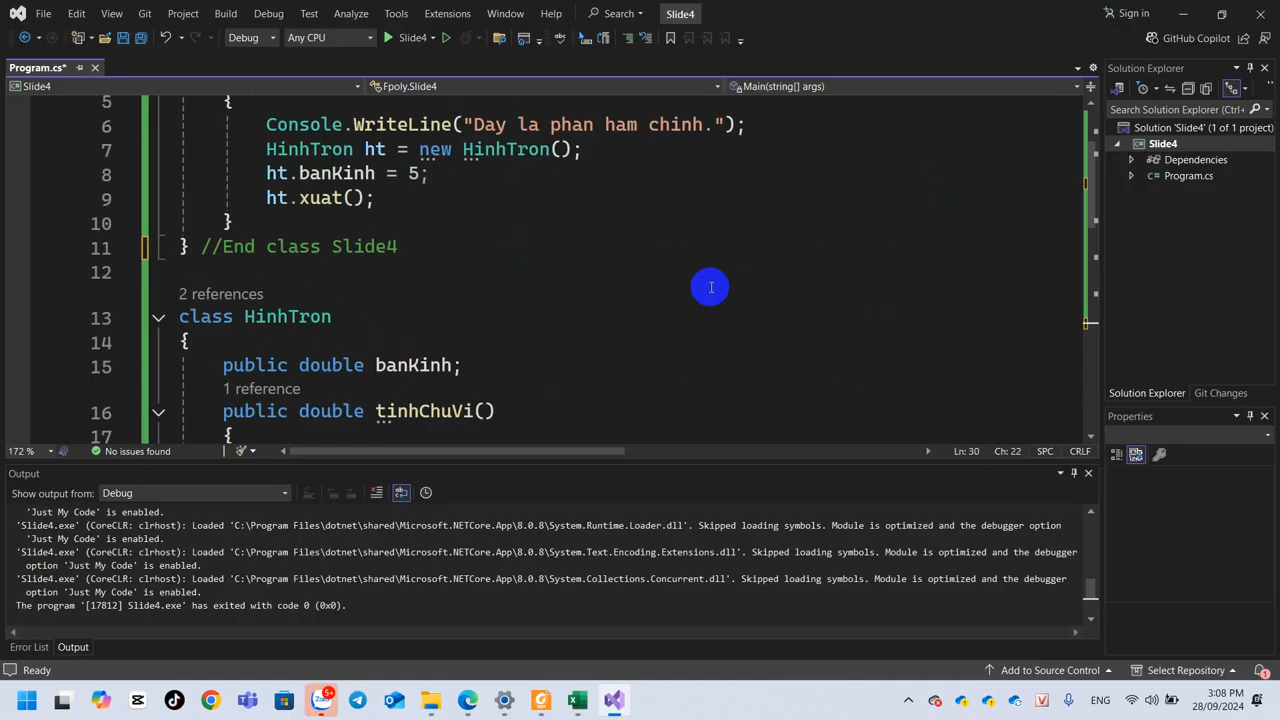 File Edit View Git Project Build Debug Test Analyze Tools Extensions Window Help Search Slide4 Sign in
Debug Any CPU Slide4 GitHub Copilot
Program.cs*
Slide4 Fpoly.Slide4 Main(string[] args)
5 {
6 Console.WriteLine("Day la phan ham chinh.");
7 HinhTron ht = new HinhTron();
8 ht.banKinh = 5;
9 ht.xuat();
10 }
11 } //End class Slide4
12
2 references
13 class HinhTron
14 {
15 public double banKinh;
1 reference
16 public double tinhChuVi()
17 {
172 % No issues found Ln: 30 Ch: 22 SPC CRLF
Output
Show output from: Debug
'Just My Code' is enabled.
'Slide4.exe' (CoreCLR: clrhost): Loaded 'C:\Program Files\dotnet\shared\Microsoft.NETCore.App\8.0.8\System.Runtime.Loader.dll'. Skipped loading symbols. Module is optimized and the debugger option
'Just My Code' is enabled.
'Slide4.exe' (CoreCLR: clrhost): Loaded 'C:\Program Files\dotnet\shared\Microsoft.NETCore.App\8.0.8\System.Text.Encoding.Extensions.dll'. Skipped loading symbols. Module is optimized and the debugger
option 'Just My Code' is enabled.
'Slide4.exe' (CoreCLR: clrhost): Loaded 'C:\Program Files\dotnet\shared\Microsoft.NETCore.App\8.0.8\System.Collections.Concurrent.dll'. Skipped loading symbols. Module is optimized and the debugger
option 'Just My Code' is enabled.
The program '[17812] Slide4.exe' has exited with code 0 (0x0).
Error List Output
Solution Explorer
Search Solution Explorer (Ctrl+
Solution 'Slide4' (1 of 1 project)
Slide4
Dependencies
Program.cs
Solution Explorer Git Changes
Properties
Ready Add to Source Control Select Repository 1
Zalo 5+ ENG 3:08 PM
28/09/2024